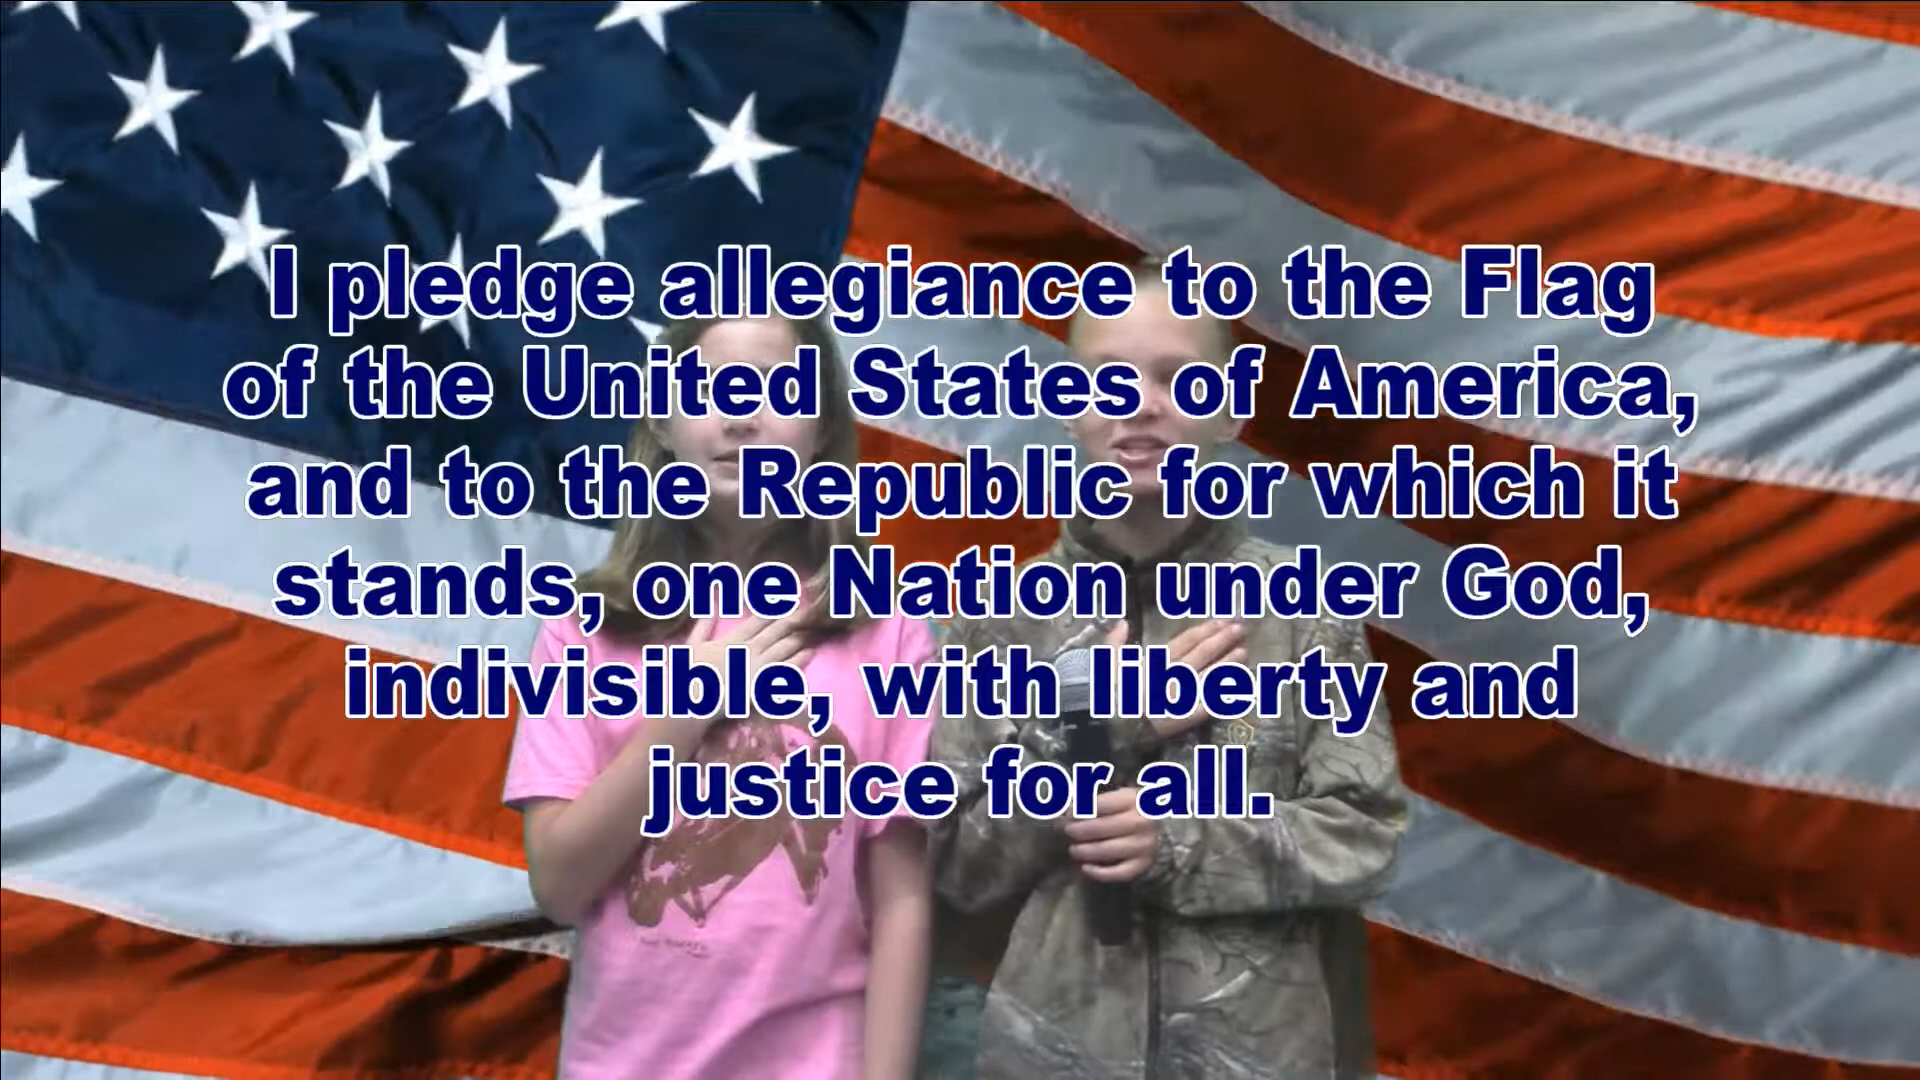 I pledge allegiance to the Flag
of the United States of America,
and to the Republic for which it
stands, one Nation under God,
indivisible, with liberty and
justice for all.